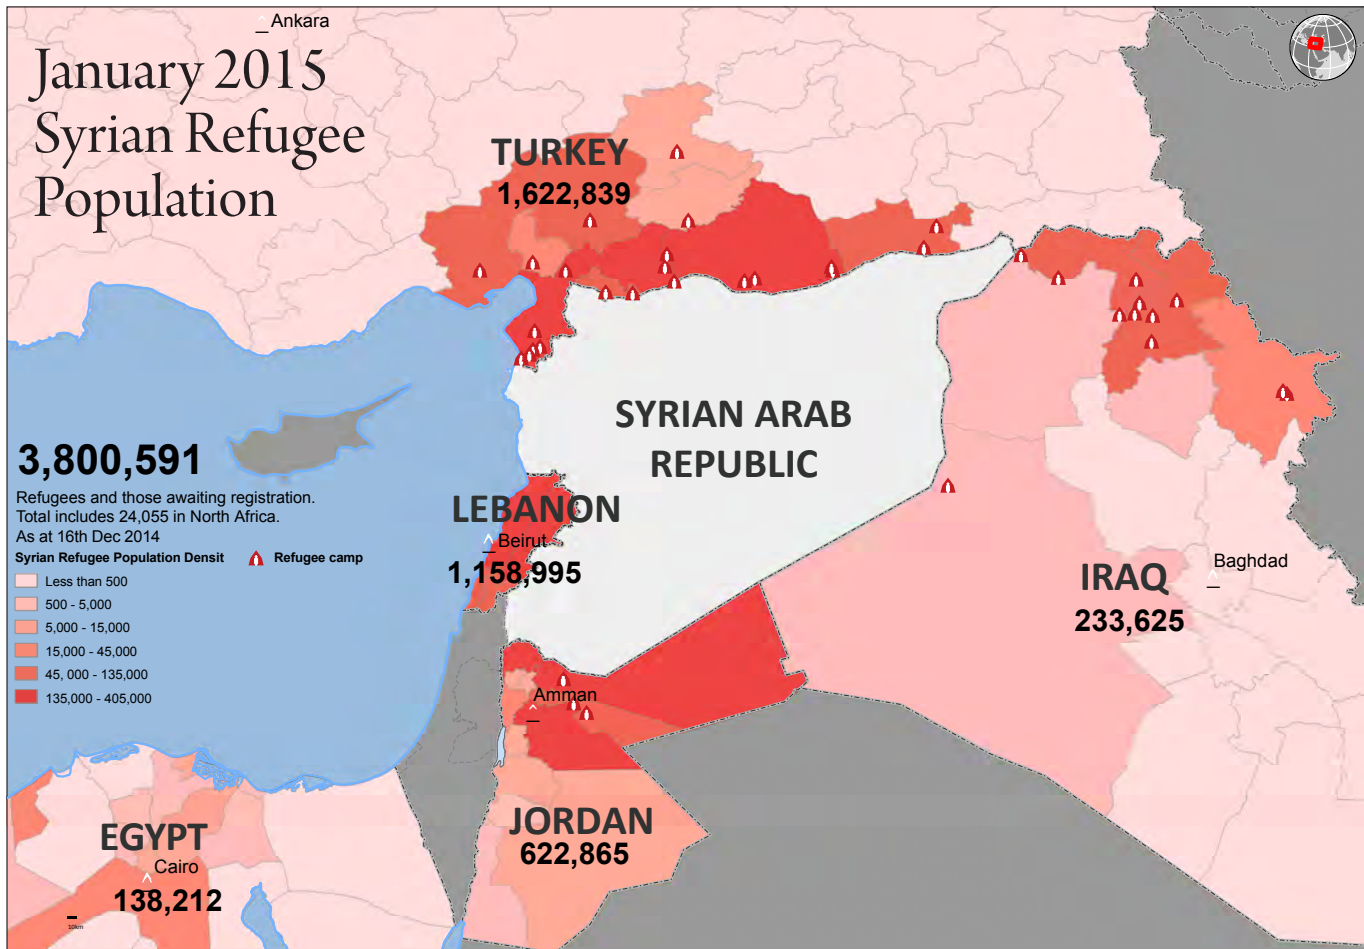 Ankara
January 2015
Syrian Refugee
Population
TURKEY
1,622,839
SYRIAN ARAB
REPUBLIC
3,800,591
Refugees and those awaiting registration.
Total includes 24,055 in North Africa.
As at 16th Dec 2014
Syrian Refugee Population Densit
Refugee camp
Less than 500
500 - 5,000
5,000 - 15,000
15,000 - 45,000
45, 000 - 135,000
135,000 - 405,000
LEBANON
Beirut
1,158,995
IRAQ
233,625
Baghdad
Amman
JORDAN
622,865
EGYPT
Cairo
138,212
10km